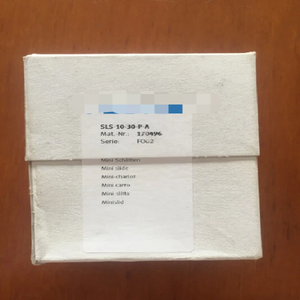 SLS-10-30-P-A
Mat.-Nr.: 170496
Serie: FO02
Mini Schlitten
Mini slide
Mini chariot
Mini carro
Mini slitta
Minislid